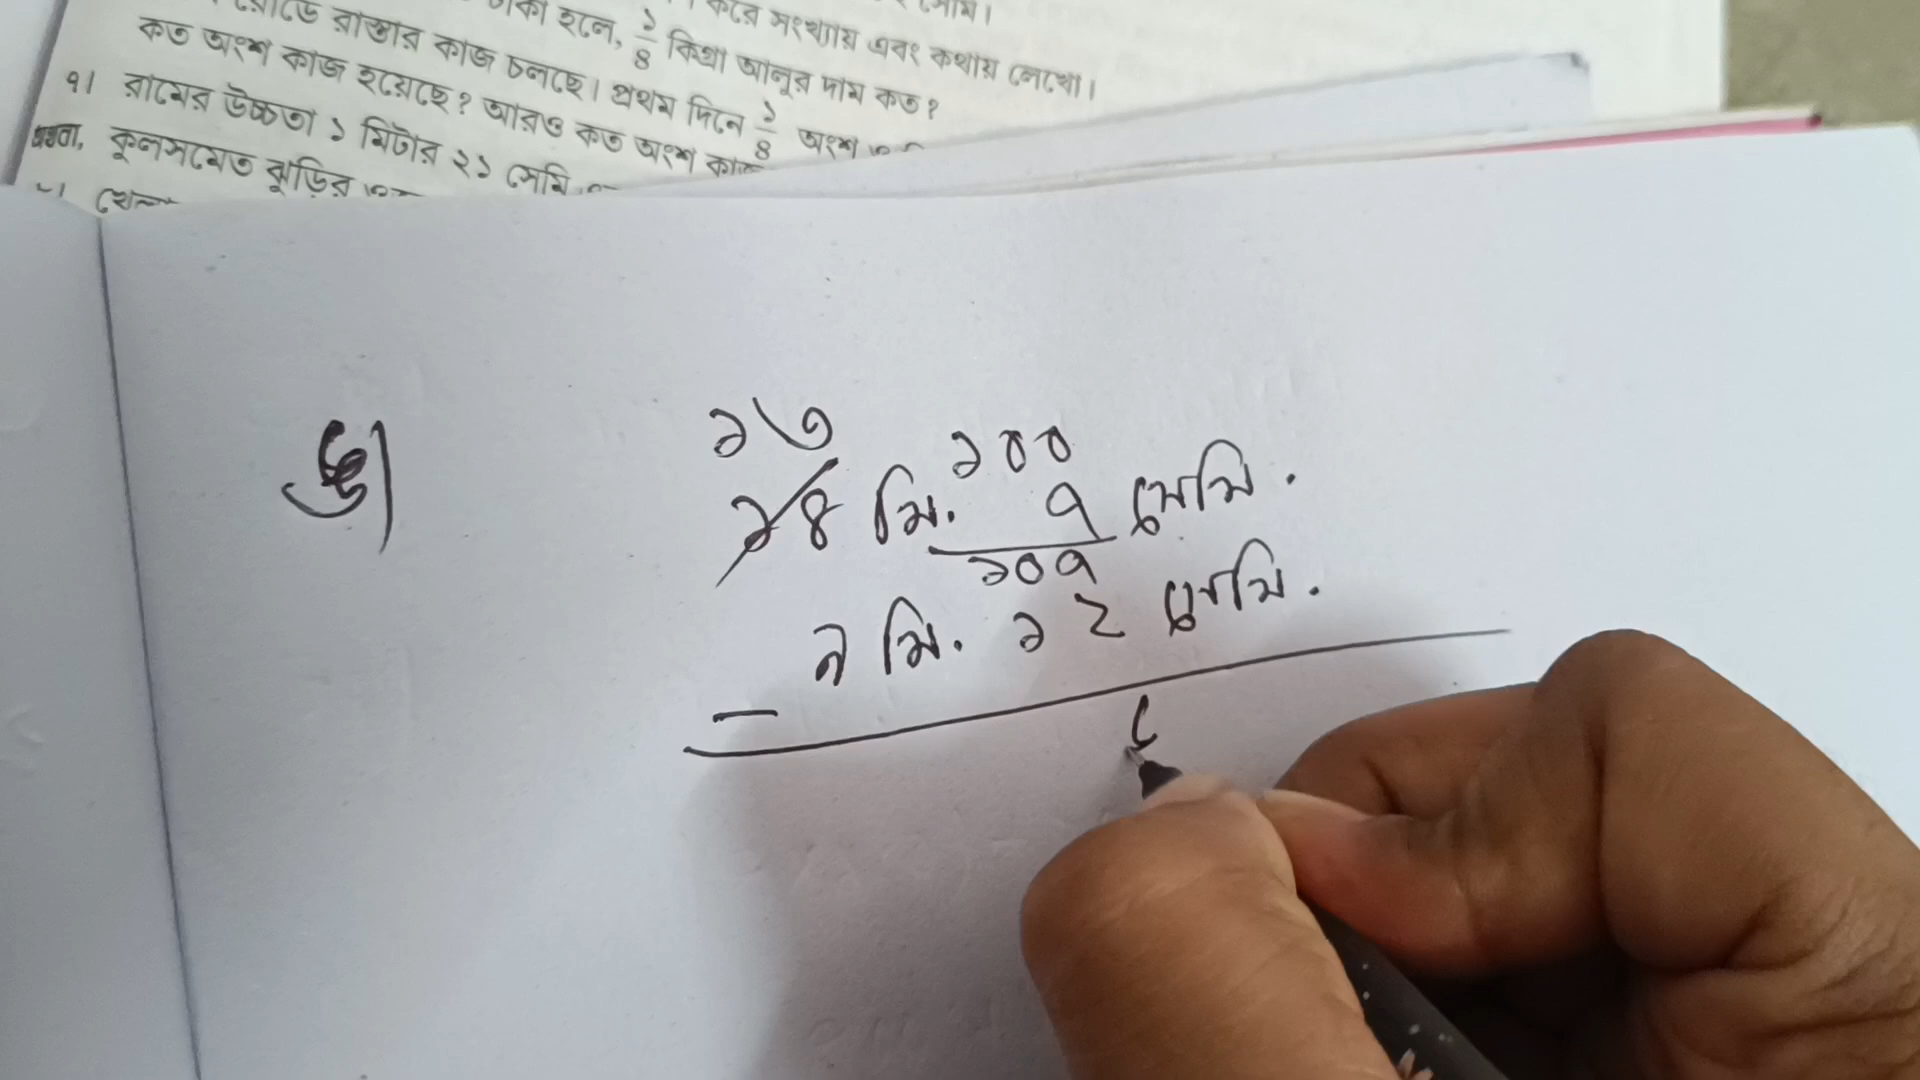 সেমি।
করে সংখ্যায় এবং কথায় লেখো।
টাকা হলে, ১/৪ কিগ্রা আলুর দাম কত?
রোডে রাস্তার কাজ চলছে। প্রথম দিনে ১/৪ অংশ
কত অংশ কাজ হয়েছে? আরও কত অংশ কাজ
৭। রামের উচ্চতা ১ মিটার ২১ সেমি
কুলসমেত ঝুড়ির
১৩
১০০
১৪ মি. ৭ সেমি.
১০৭
৯ মি. ১২ সেমি.
—